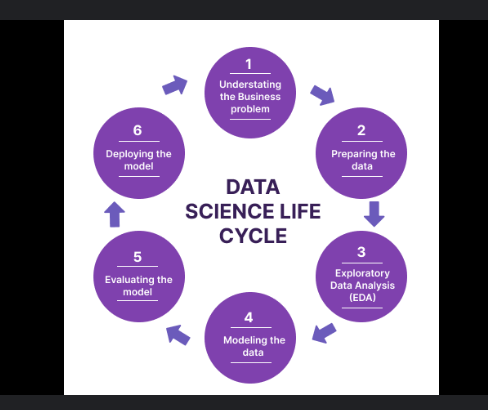 1
Understating
the Business
problem
2
Preparing the
data
3
Exploratory
Data Analysis
(EDA)
4
Modeling the
data
5
Evaluating the
model
6
Deploying the
model
DATA
SCIENCE LIFE
CYCLE